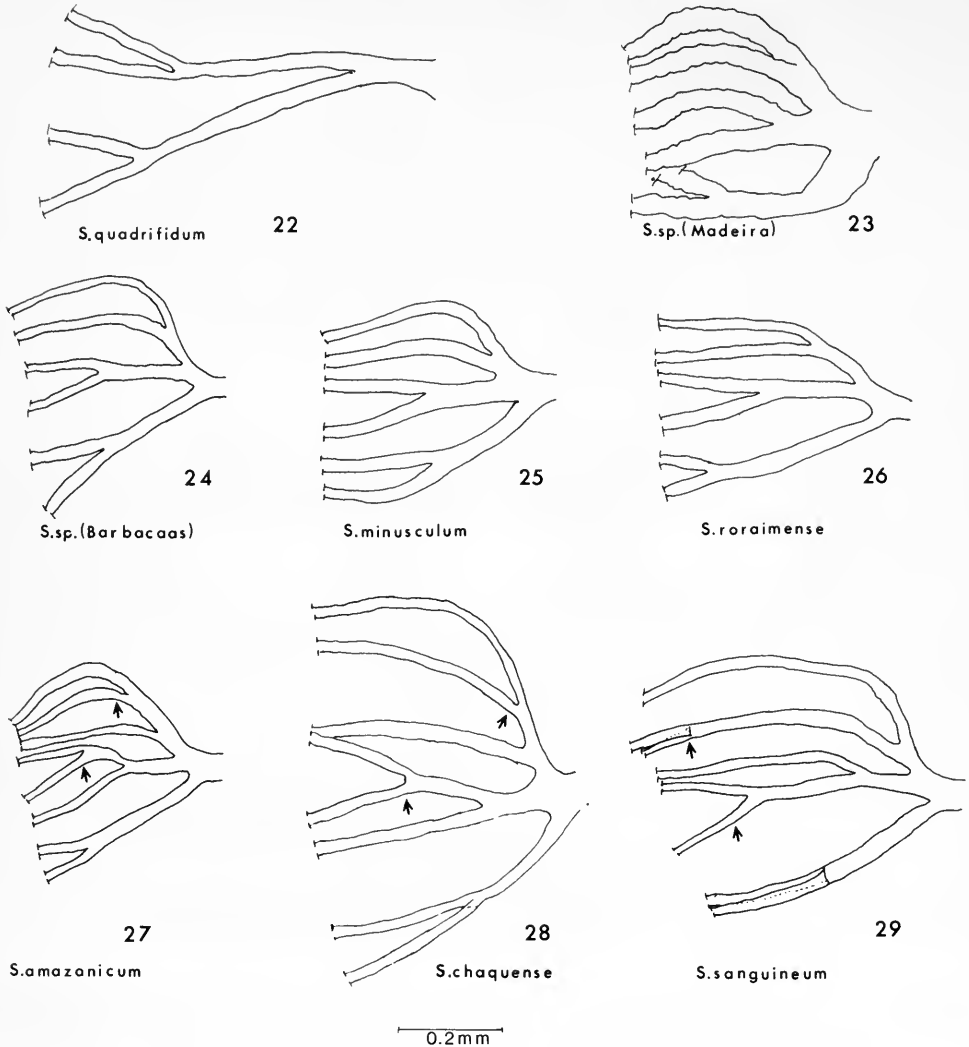 22
S.quadrifidum
23
S.sp.(Madeira)
24
S.sp.(Barbacaas)
25
S.minusculum
26
S.roraimense
27
S.amazonicum
28
S.chaquense
29
S.sanguineum
0.2mm